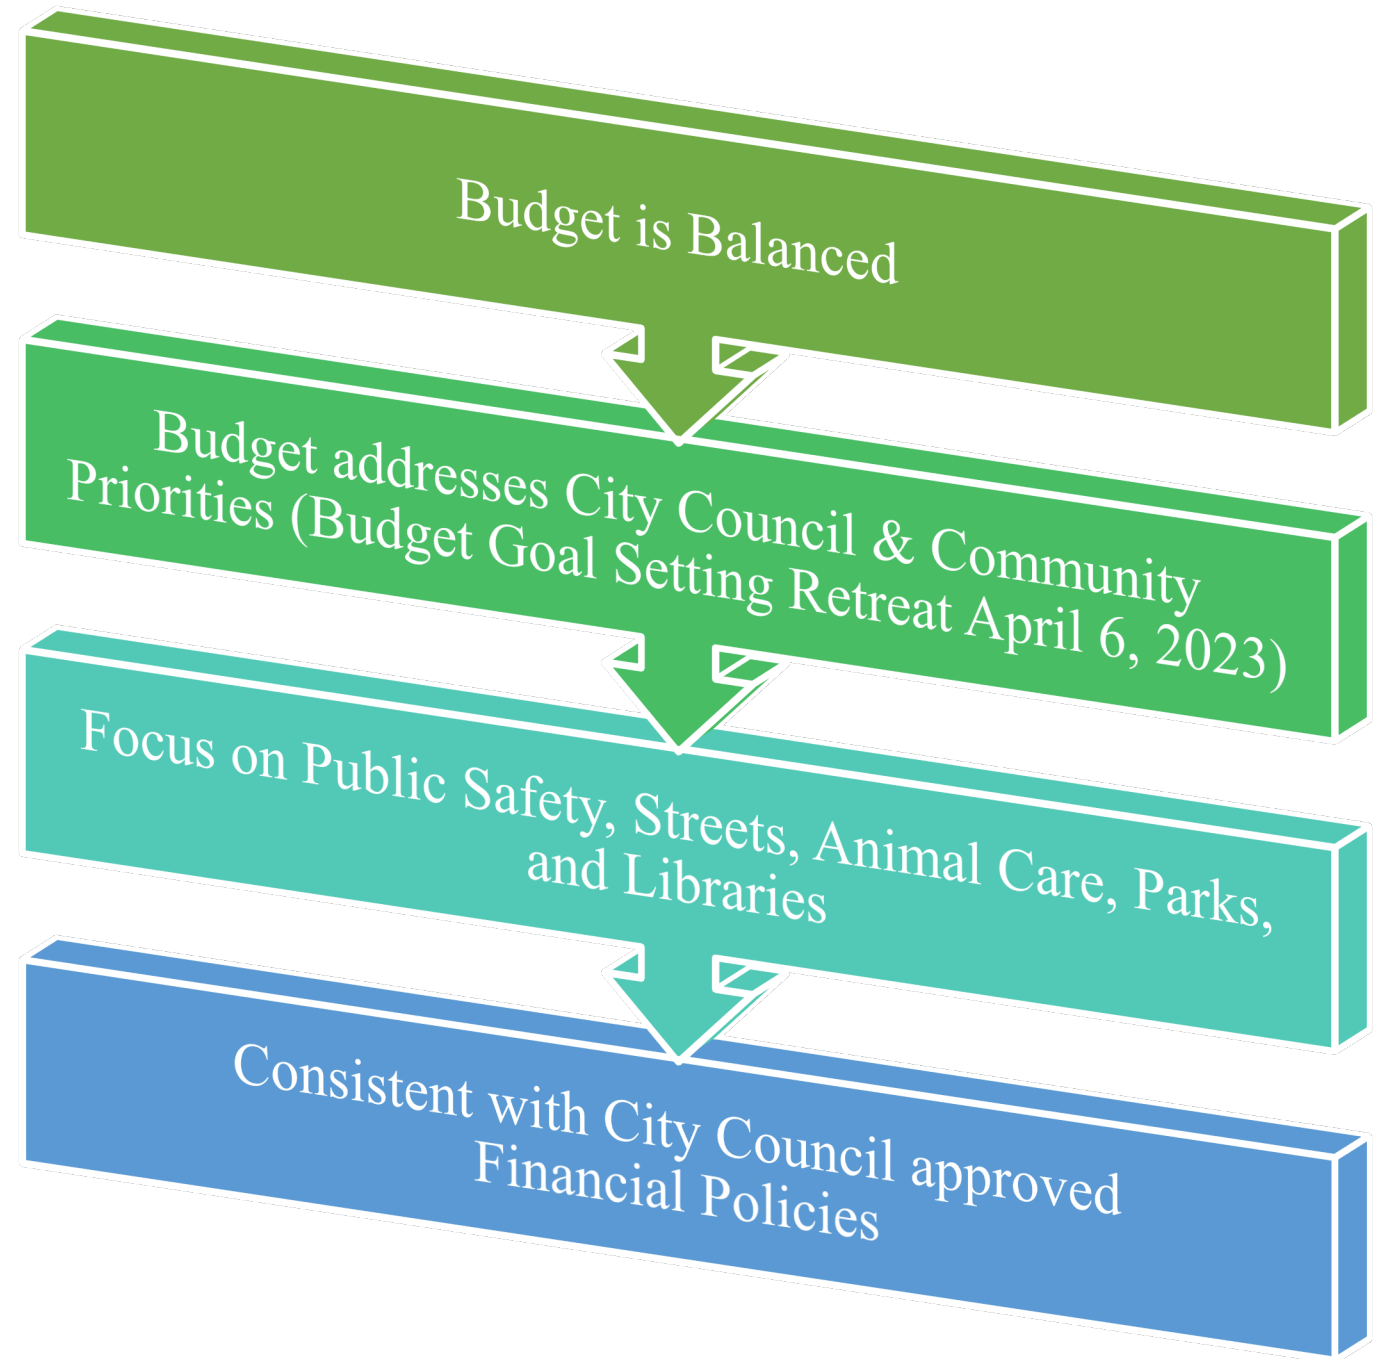 Budget is Balanced
Budget addresses City Council & Community
Priorities (Budget Goal Setting Retreat April 6, 2023)
Focus on Public Safety, Streets, Animal Care, Parks,
and Libraries
Consistent with City Council approved
Financial Policies